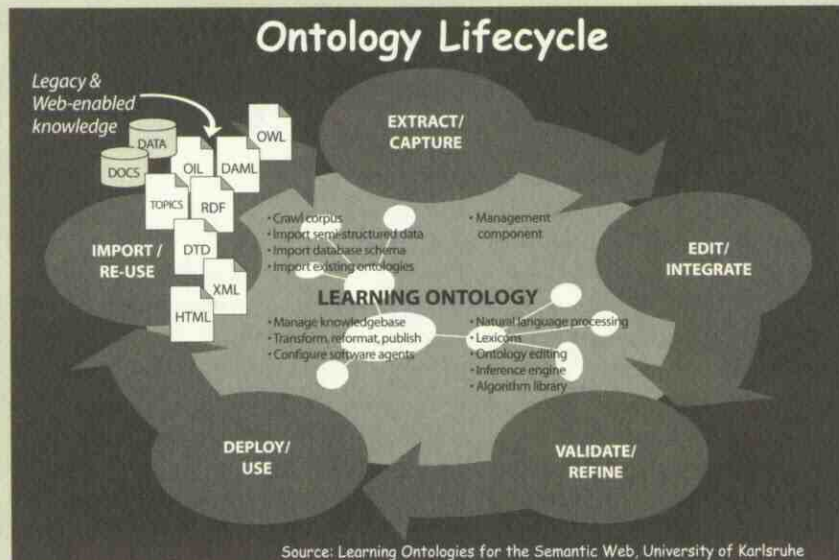 Ontology Lifecycle
Legacy &
Web-enabled
knowledge
DATA
DOCS
OIL
DAML
OWL
TOPICS
RDF
DTD
XML
HTML
EXTRACT/
CAPTURE
IMPORT /
RE-USE
EDIT/
INTEGRATE
• Crawl corpus
• Import semi-structured data
• Import database schema
• Import existing ontologies
• Management
component
LEARNING ONTOLOGY
• Manage knowledgebase
• Transform, reformat, publish
• Configure software agents
• Natural language processing
• Lexicons
• Ontology editing
• Inference engine
• Algorithm library
DEPLOY/
USE
VALIDATE/
REFINE
Source: Learning Ontologies for the Semantic Web, University of Karlsruhe